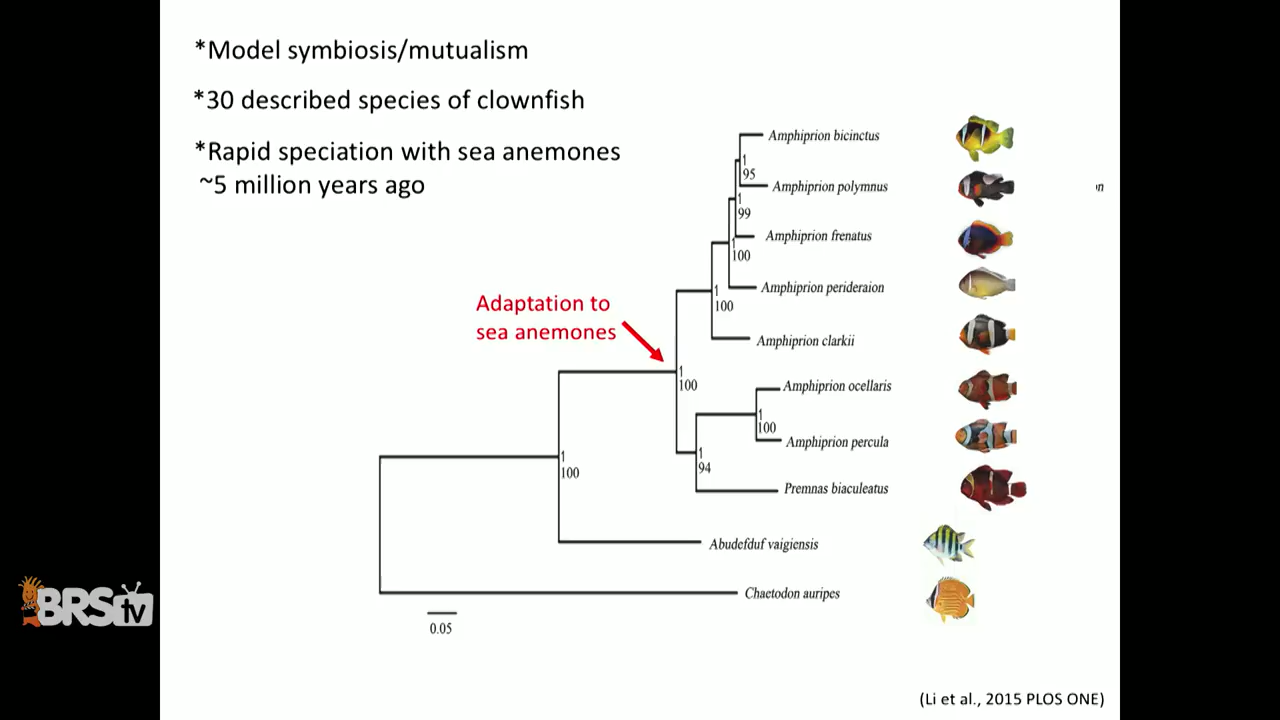 *Model symbiosis/mutualism
*30 described species of clownfish
*Rapid speciation with sea anemones
~5 million years ago
Amphiprion bicinctus
1
95
Amphiprion polymnus
1
99
Amphiprion frenatus
1
100
Amphiprion perideraion
1
100
Adaptation to
sea anemones
Amphiprion clarkii
1
100
Amphiprion ocellaris
1
100
Amphiprion percula
1
94
1
100
Premnas biaculeatus
Abudefduf vaigiensis
Chaetodon auripes
0.05
BRStv
(Li et al., 2015 PLOS ONE)